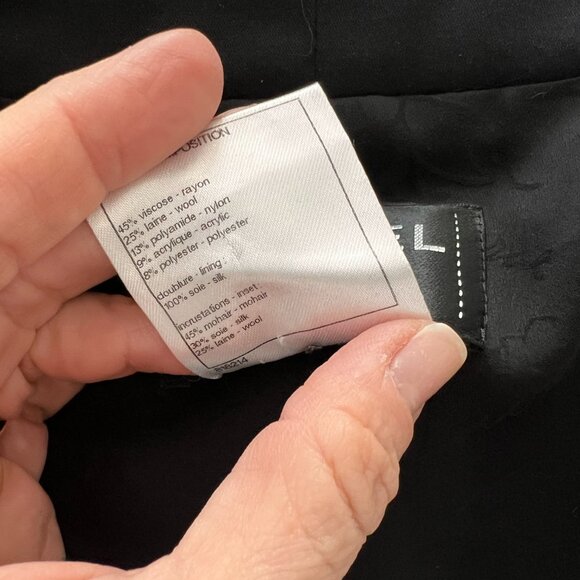 POSITION
45% viscose - rayon
25% laine - wool
13% polyamide - nylon
9% acrylique - acrylic
8% polyester - polyester
doublure - lining
100% soie - silk
incrustations - inset
45% mohair - mohair
30% soie - silk
25% laine - wool
L